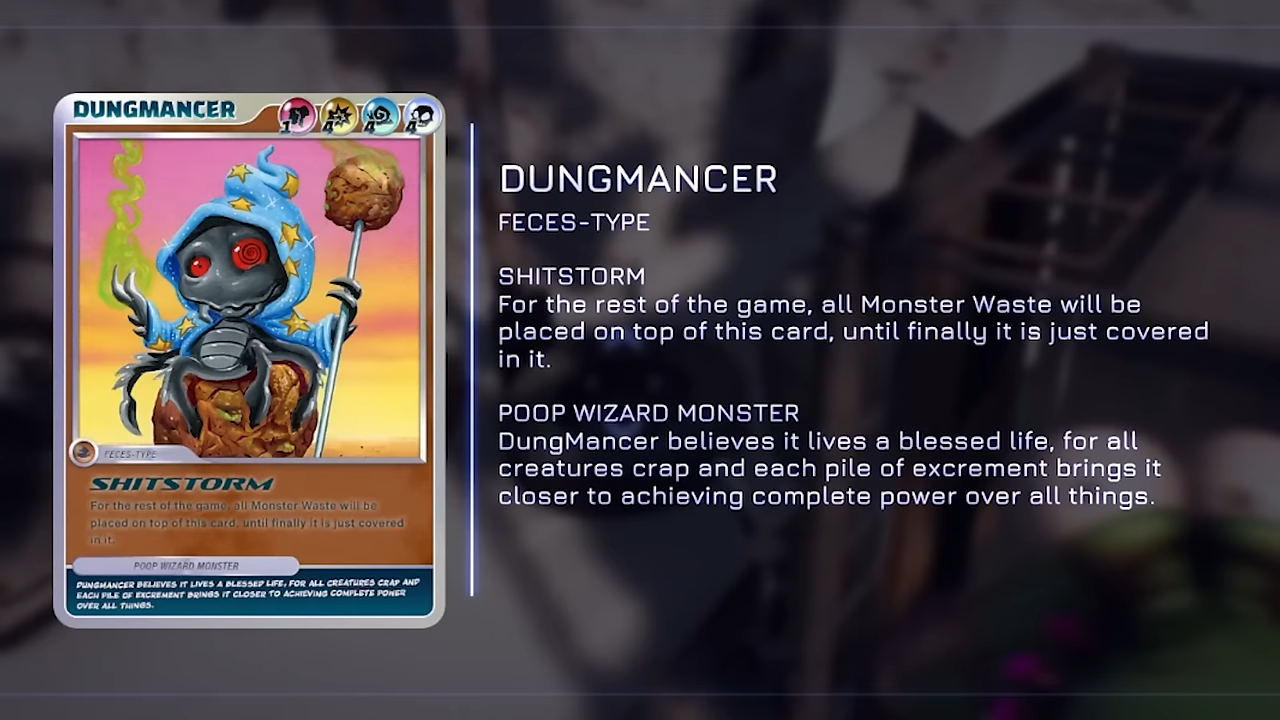 DUNGMANCER
1 4 4 4
FECES-TYPE
SHITSTORM
For the rest of the game, all Monster Waste will be
placed on top of this card, until finally it is just covered
in it.
POOP WIZARD MONSTER
DUNGMANCER BELIEVES IT LIVES A BLESSED LIFE, FOR ALL CREATURES CRAP AND
EACH PILE OF EXCREMENT BRINGS IT CLOSER TO ACHIEVING COMPLETE POWER
OVER ALL THINGS.
DUNGMANCER
FECES-TYPE
SHITSTORM
For the rest of the game, all Monster Waste will be
placed on top of this card, until finally it is just covered
in it.
POOP WIZARD MONSTER
DungMancer believes it lives a blessed life, for all
creatures crap and each pile of excrement brings it
closer to achieving complete power over all things.